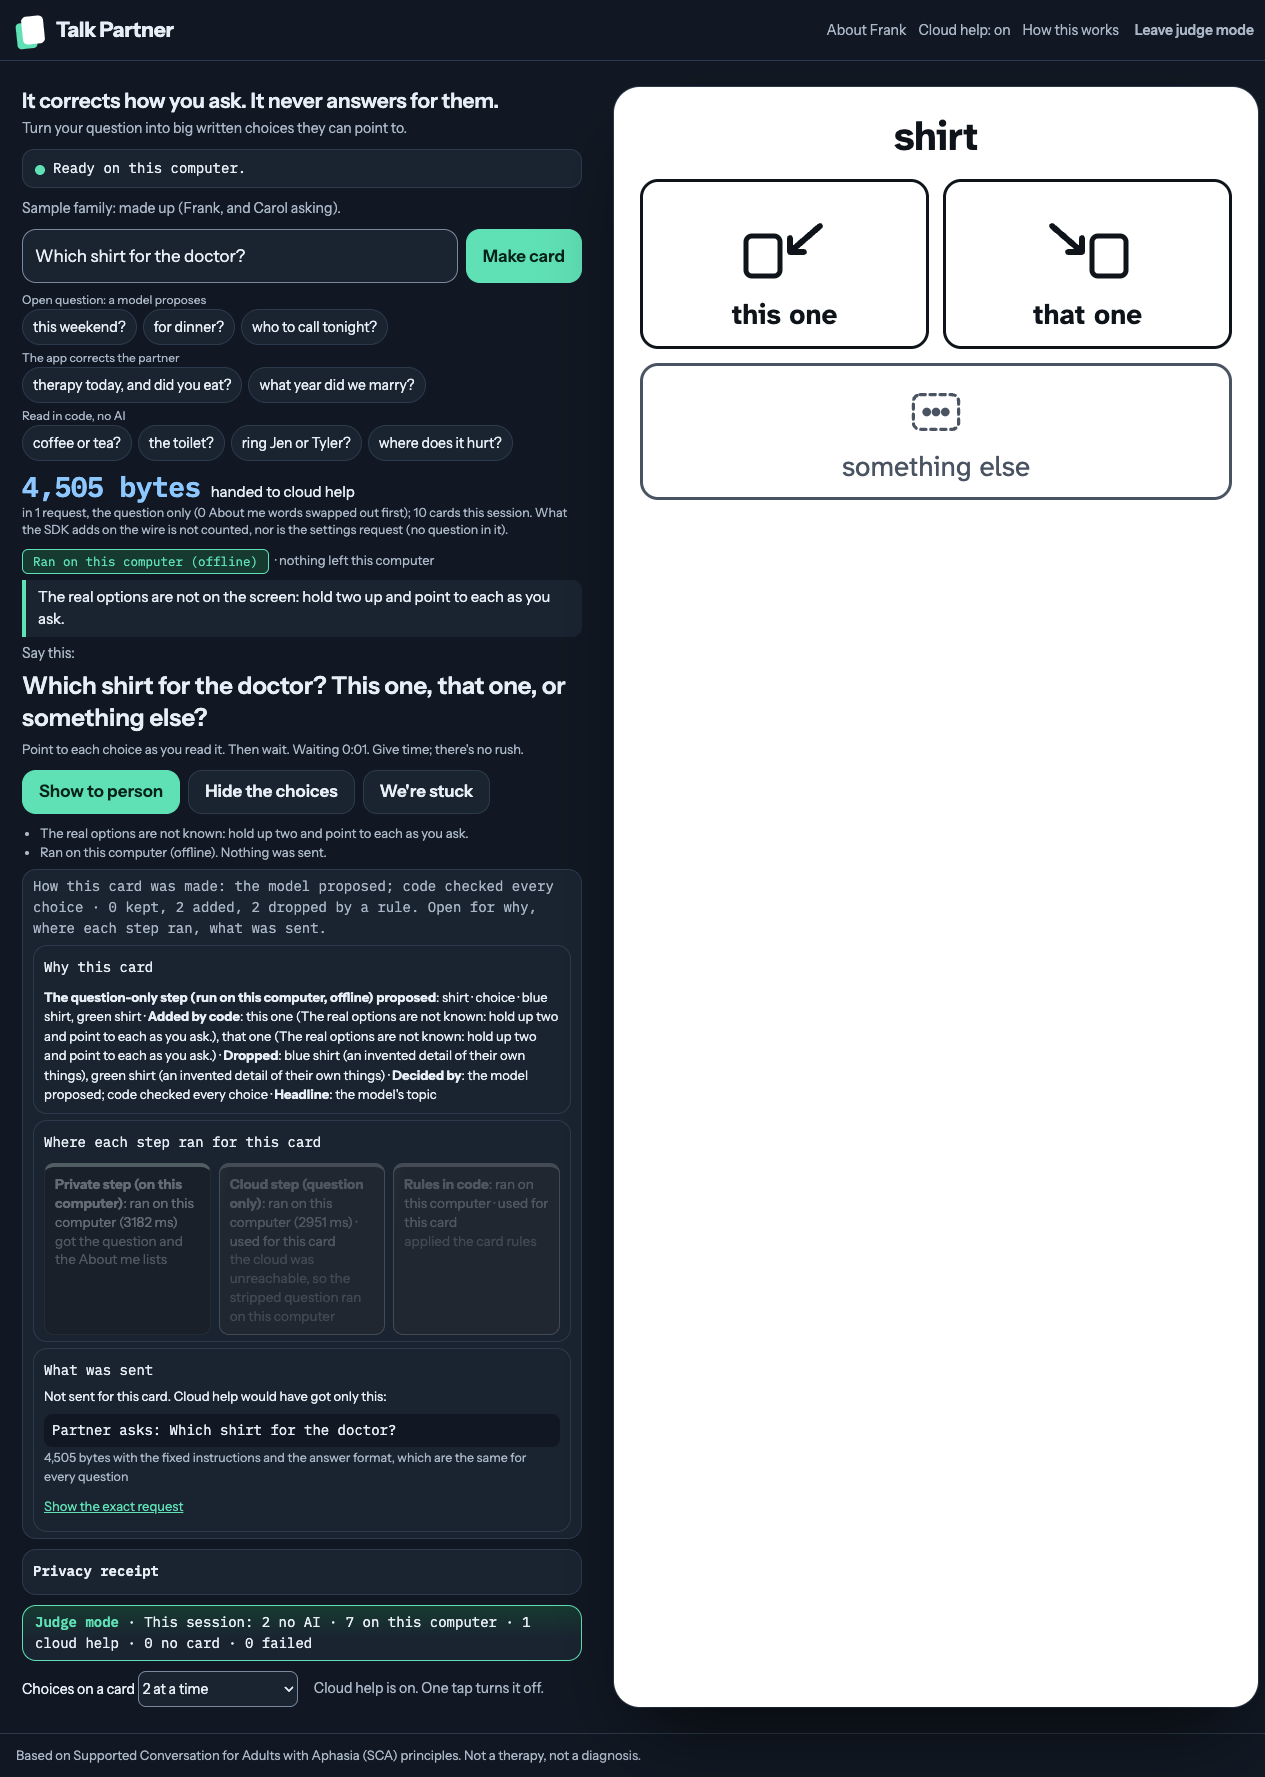 Talk Partner
About Frank Cloud help: on How this works Leave judge mode
It corrects how you ask. It never answers for them.
Turn your question into big written choices they can point to.
Ready on this computer.
Sample family: made up (Frank, and Carol asking).
Which shirt for the doctor?
Make card
Open question: a model proposes
this weekend? for dinner? who to call tonight?
The app corrects the partner
therapy today, and did you eat? what year did we marry?
Read in code, no AI
coffee or tea? the toilet? ring Jen or Tyler? where does it hurt?
4,505 bytes handed to cloud help
in 1 request, the question only (0 About me words swapped out first); 10 cards this session. What
the SDK adds on the wire is not counted, nor is the settings request (no question in it).
Ran on this computer (offline) · nothing left this computer
The real options are not on the screen: hold two up and point to each as you
ask.
Say this:
Which shirt for the doctor? This one, that one, or
something else?
Point to each choice as you read it. Then wait. Waiting 0:01. Give time; there's no rush.
Show to person Hide the choices We're stuck
• The real options are not known: hold up two and point to each as you ask.
• Ran on this computer (offline). Nothing was sent.
How this card was made: the model proposed; code checked every
choice · 0 kept, 2 added, 2 dropped by a rule. Open for why,
where each step ran, what was sent.
Why this card
The question-only step (run on this computer, offline) proposed: shirt · choice · blue
shirt, green shirt · Added by code: this one (The real options are not known: hold up two
and point to each as you ask.), that one (The real options are not known: hold up two
and point to each as you ask.) · Dropped: blue shirt (an invented detail of their own
things), green shirt (an invented detail of their own things) · Decided by: the model
proposed; code checked every choice · Headline: the model's topic
Where each step ran for this card
Private step (on this
computer): ran on this
computer (3182 ms)
got the question and
the About me lists
Cloud step (question
only): ran on this
computer (2951 ms) ·
used for this card
the cloud was
unreachable, so the
stripped question ran
on this computer
Rules in code: ran on
this computer · used for
this card
applied the card rules
What was sent
Not sent for this card. Cloud help would have got only this:
Partner asks: Which shirt for the doctor?
4,505 bytes with the fixed instructions and the answer format, which are the same for
every question
Show the exact request
Privacy receipt
Judge mode · This session: 2 no AI · 7 on this computer · 1
cloud help · 0 no card · 0 failed
Choices on a card 2 at a time Cloud help is on. One tap turns it off.
shirt
this one
that one
something else
Based on Supported Conversation for Adults with Aphasia (SCA) principles. Not a therapy, not a diagnosis.